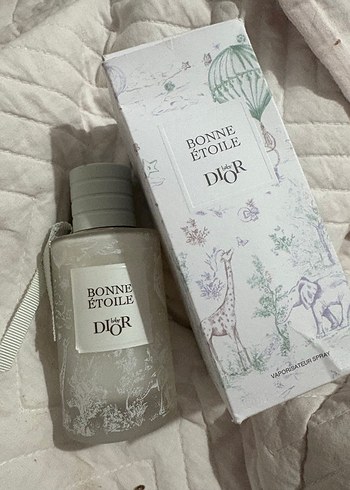 BONNE
ÉTOILE
baby
DIOR
VAPORISATEUR SPRAY
BONNE
ÉTOILE
baby
DIOR